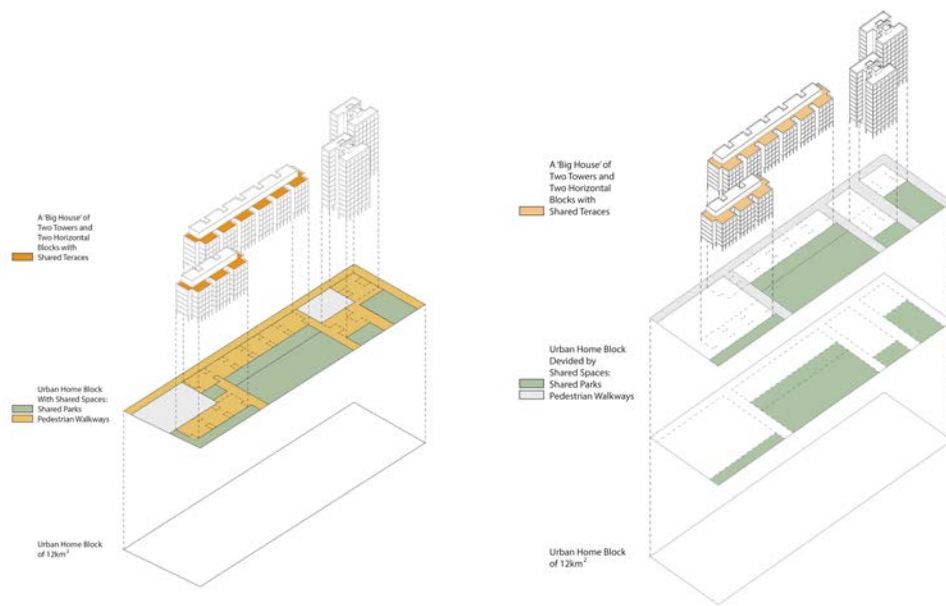 A 'Big House' of
Two Towers and
Two Horizontal
Blocks with
Shared Teraces
Urban Home Block
With Shared Spaces:
Shared Parks
Pedestrian Walkways
Urban Home Block
of 12km²
A 'Big House' of
Two Towers and
Two Horizontal
Blocks with
Shared Teraces
Urban Home Block
Devided by
Shared Spaces:
Shared Parks
Pedestrian Walkways
Urban Home Block
of 12km²